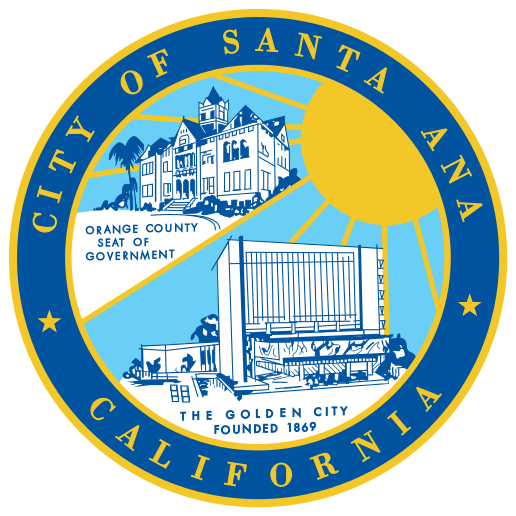 CITY OF SANTA ANA
ORANGE COUNTY
SEAT OF
GOVERNMENT
THE GOLDEN CITY
FOUNDED 1869
CALIFORNIA